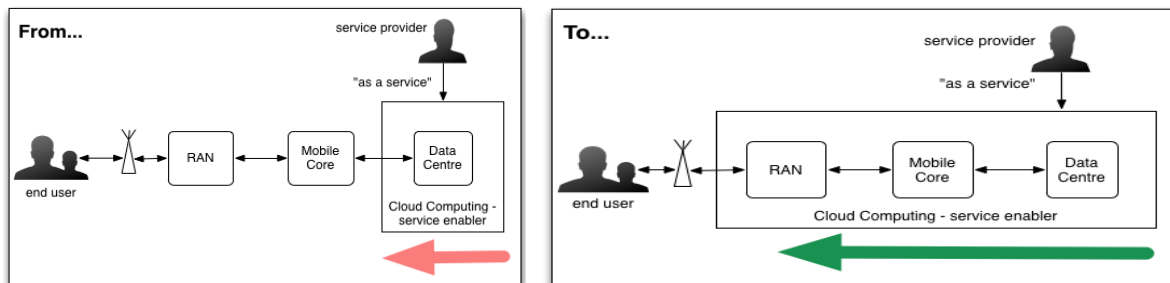 From...
service provider
"as a service"
RAN
Mobile
Core
Data
Centre
end user
Cloud Computing -
service enabler
To...
service provider
"as a service"
RAN
Mobile
Core
Data
Centre
end user
Cloud Computing - service enabler